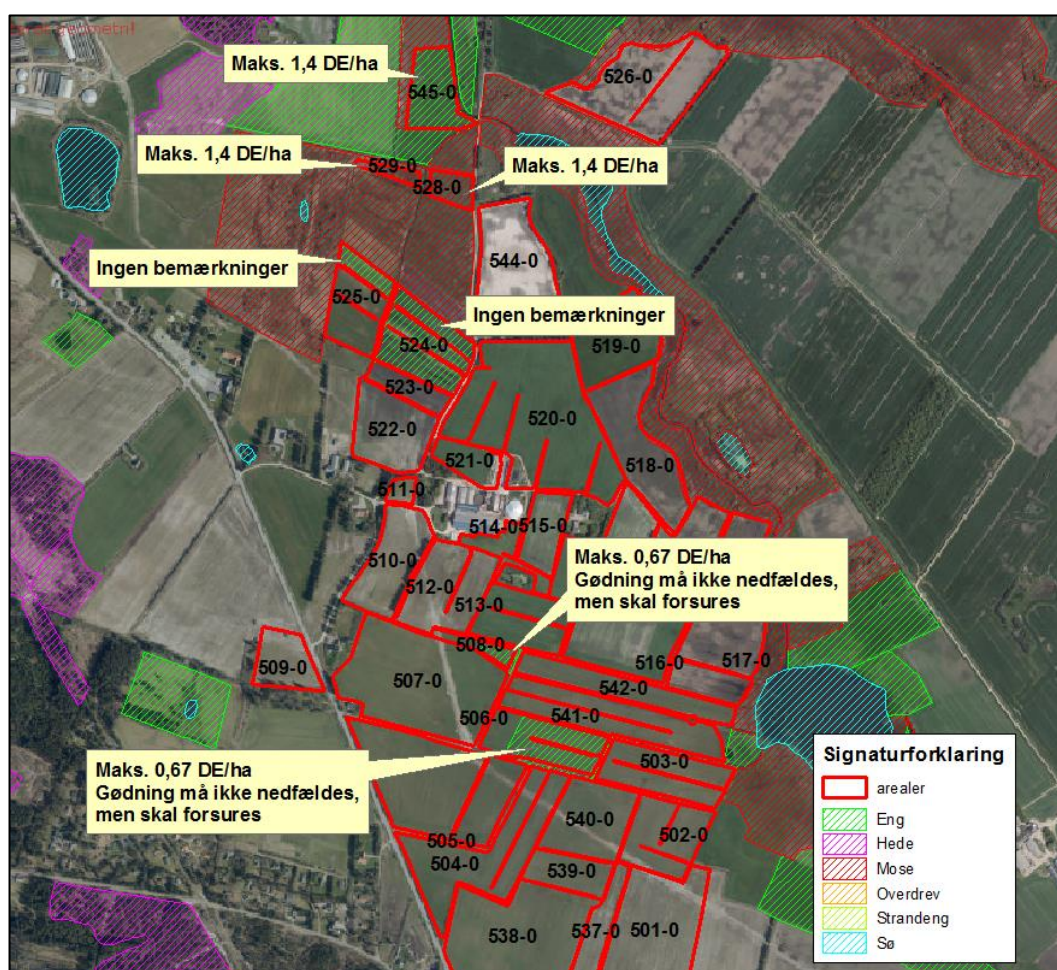 Maks. 1,4 DE/ha
545-0
526-0
Maks. 1,4 DE/ha
529-0
Maks. 1,4 DE/ha
528-0
Ingen bemærkninger
544-0
525-0
Ingen bemærkninger
524-0
519-0
523-0
520-0
522-0
521-0
518-0
511-0
514-0
515-0
510-0
512-0
513-0
Maks. 0,67 DE/ha
Gødning må ikke nedfældes,
men skal forsures
508-0
509-0
507-0
516-0
517-0
542-0
506-0
541-0
503-0
Maks. 0,67 DE/ha
Gødning må ikke nedfældes,
men skal forsures
505-0
504-0
540-0
502-0
539-0
538-0
537-0
501-0
Signaturforklaring
arealer
Eng
Hede
Mose
Overdrev
Strandeng
Sø